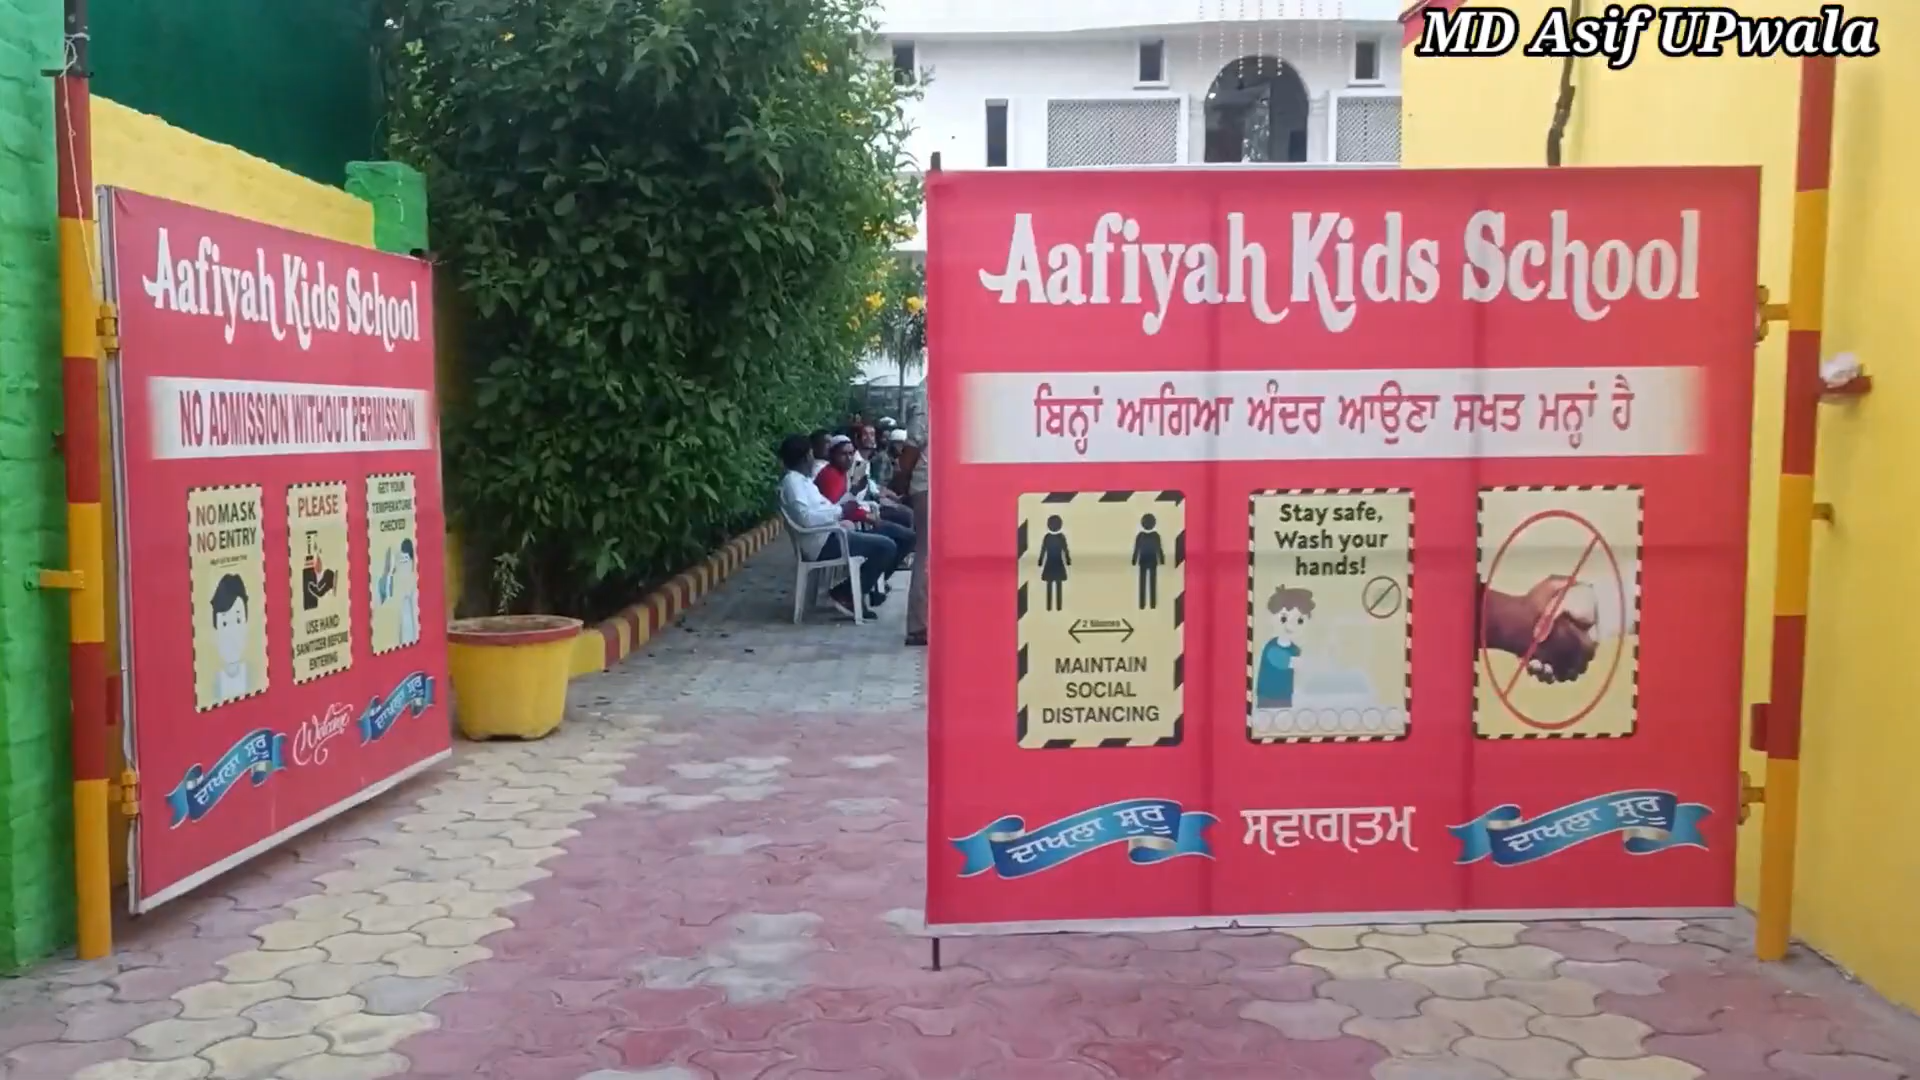 MD Asif UPwala
Aafiyah Kids School
NO ADMISSION WITHOUT PERMISSION
NO MASK
NO ENTRY
PLEASE
USE HAND
SANITIZER BEFORE
ENTERING
GET YOUR
TEMPERATURE
CHECKED
ਦਾਖਲਾ ਸ਼ੁਰੂ
Welcome
ਦਾਖਲਾ ਸ਼ੁਰੂ
Aafiyah Kids School
ਬਿਨ੍ਹਾਂ ਆਗਿਆ ਅੰਦਰ ਆਉਣਾ ਸਖਤ ਮਨ੍ਹਾਂ ਹੈ
MAINTAIN
SOCIAL
DISTANCING
Stay safe,
Wash your
hands!
ਦਾਖਲਾ ਸ਼ੁਰੂ
ਸਵਾਗਤਮ
ਦਾਖਲਾ ਸ਼ੁਰੂ